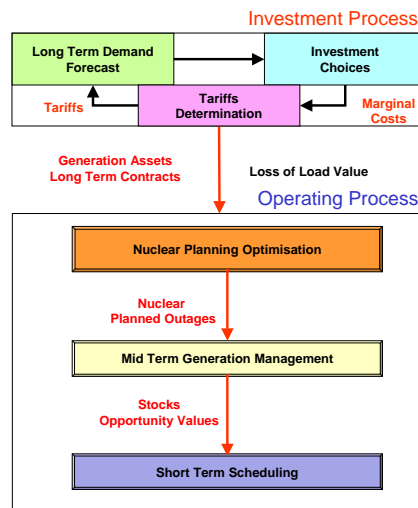 Investment Process
Long Term Demand
Forecast
Investment
Choices
Tariffs
Tariffs
Determination
Marginal
Costs
Generation Assets
Long Term Contracts
Loss of Load Value
Operating Process
Nuclear Planning Optimisation
Nuclear
Planned Outages
Mid Term Generation Management
Stocks
Opportunity Values
Short Term Scheduling